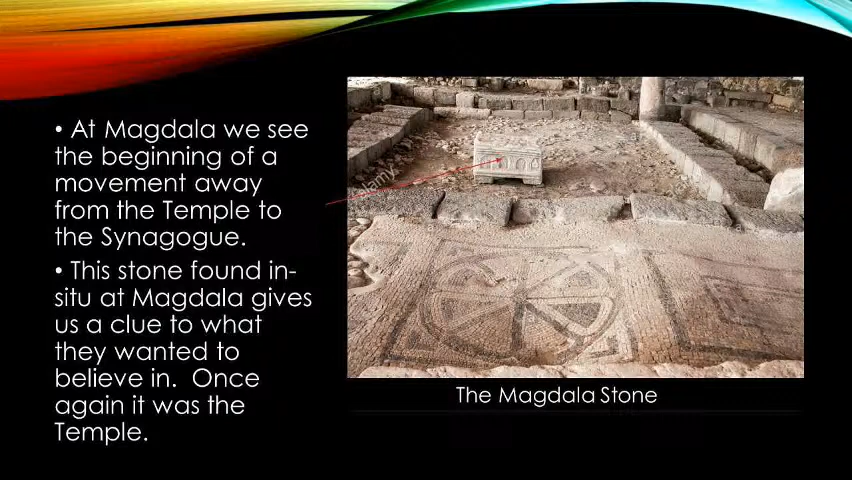 • At Magdala we see
the beginning of a
movement away
from the Temple to
the Synagogue.
• This stone found in-
situ at Magdala gives
us a clue to what
they wanted to
believe in.  Once
again it was the
Temple.
alamy
The Magdala Stone